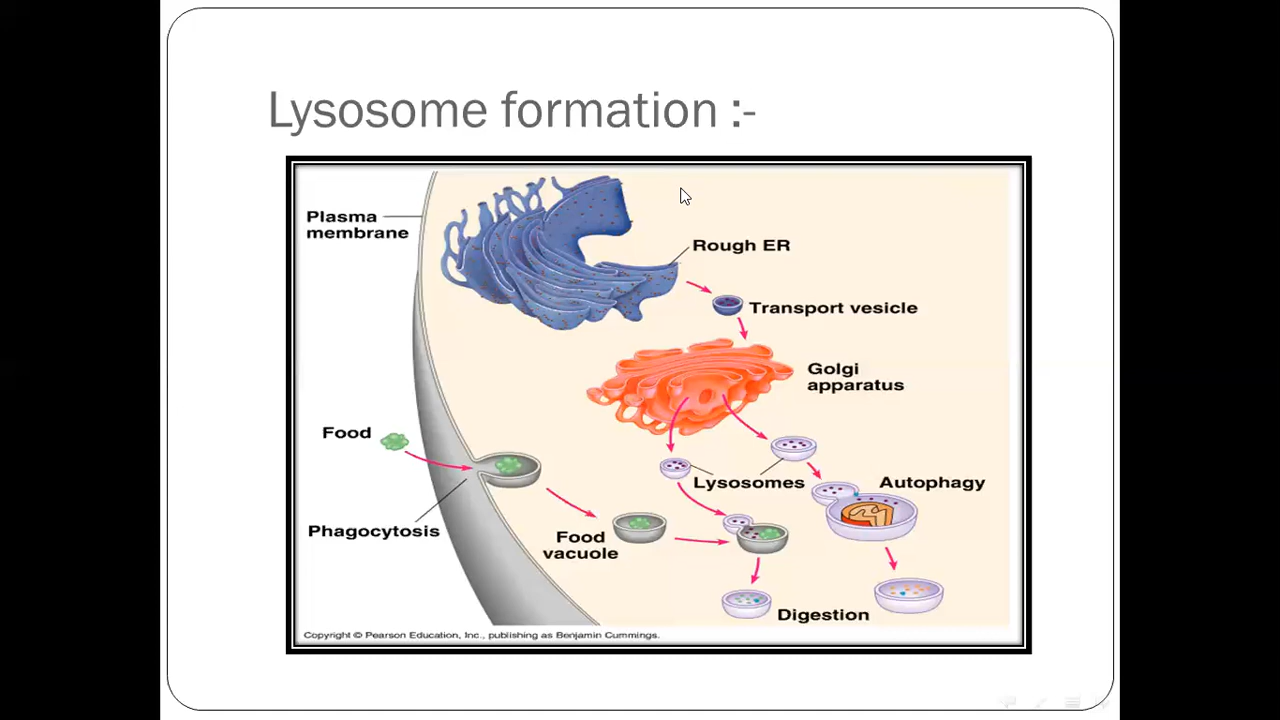 Lysosome formation :-
Plasma
membrane
Rough ER
Transport vesicle
Golgi
apparatus
Food
Lysosomes
Autophagy
Phagocytosis
Food
vacuole
Digestion
Copyright © Pearson Education, Inc., publishing as Benjamin Cummings.